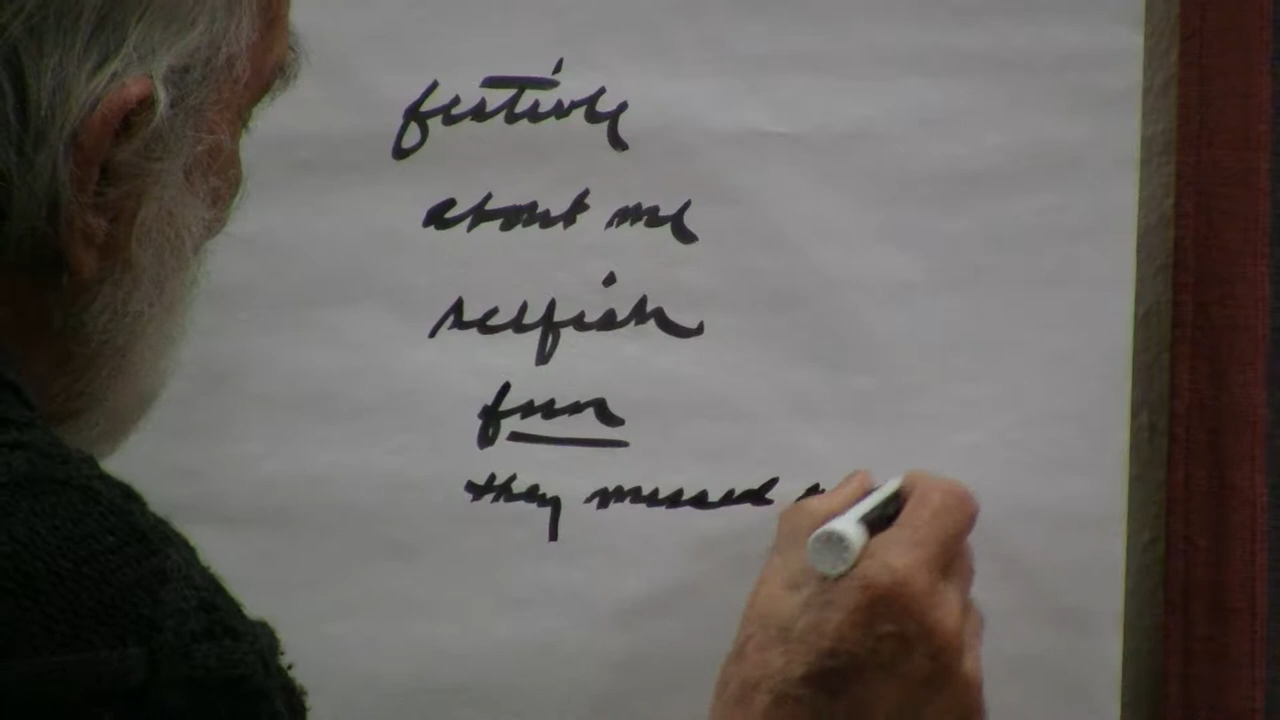 festive
about me
selfish
fun
they missed